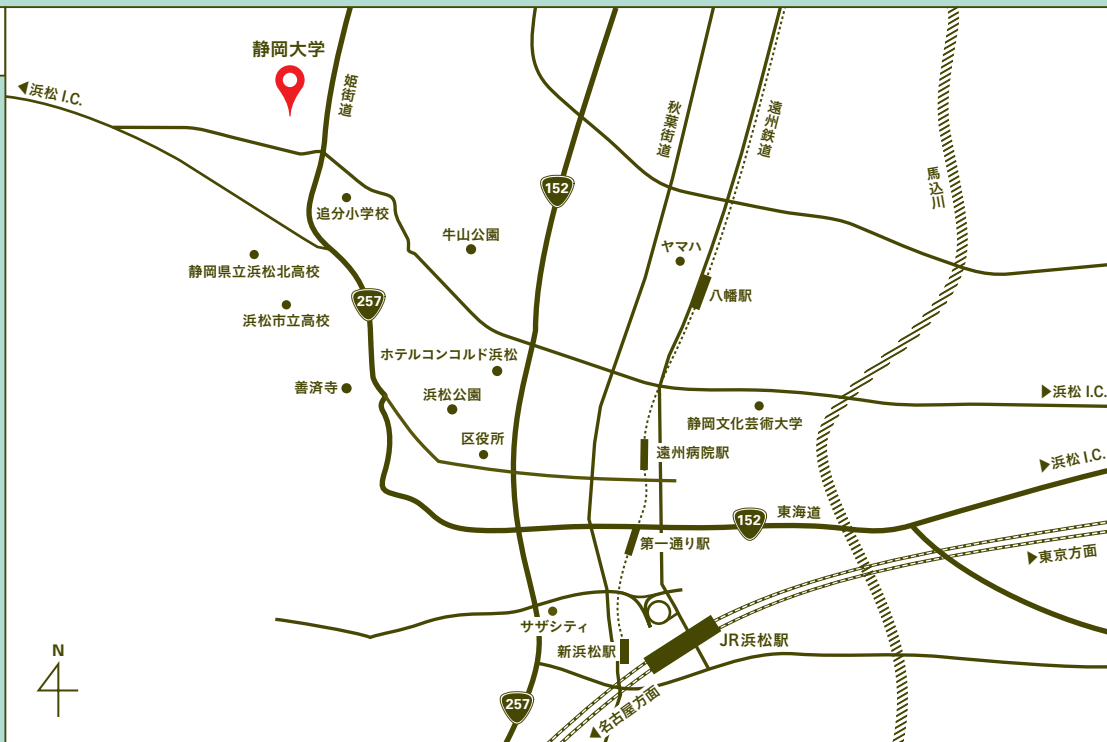 静岡大学
◀浜松 I.C.
姫街道
秋葉街道
遠州鉄道
馬込川
152
追分小学校
牛山公園
ヤマハ
静岡県立浜松北高校
八幡駅
257
浜松市立高校
ホテルコンコルド浜松
善済寺
浜松公園
▶浜松 I.C.
静岡文化芸術大学
区役所
遠州病院駅
▶浜松 I.C.
152
東海道
第一通り駅
▶東京方面
サザシティ
新浜松駅
JR浜松駅
N
257
▲名古屋方面